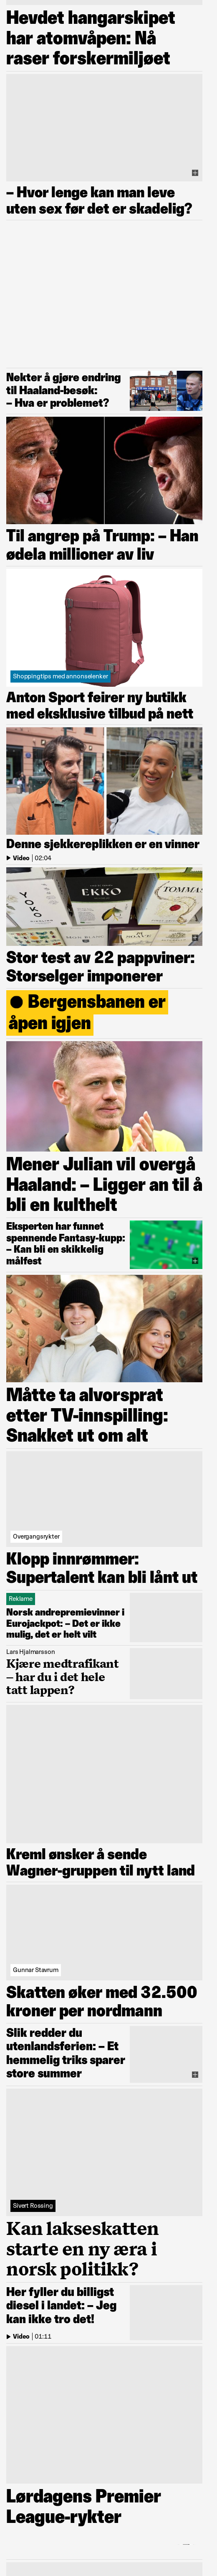 Hevdet hangarskipet
har atomvåpen: Nå
raser forskermiljøet
– Hvor lenge kan man leve
uten sex før det er skadelig?
Nekter å gjøre endring
til Haaland-besøk:
– Hva er problemet?
Til angrep på Trump: – Han
ødela millioner av liv
Shoppingtips med annonselenker
Anton Sport feirer ny butikk
med eksklusive tilbud på nett
Denne sjekkereplikken er en vinner
Video | 02:04
YOYO
EKKO
TOMMA
Stor test av 22 pappviner:
Storselger imponerer
Bergensbanen er
åpen igjen
Mener Julian vil overgå
Haaland: – Ligger an til å
bli en kulthelt
Eksperten har funnet
spennende Fantasy-kupp:
– Kan bli en skikkelig
målfest
Måtte ta alvorsprat
etter TV-innspilling:
Snakket ut om alt
Overgangsrykter
Klopp innrømmer:
Supertalent kan bli lånt ut
Reklame
Norsk andrepremievinner i
Eurojackpot: – Det er ikke
mulig, det er helt vilt
Lars Hjalmarsson
Kjære medtrafikant
– har du i det hele
tatt lappen?
Kreml ønsker å sende
Wagner-gruppen til nytt land
Gunnar Stavrum
Skatten øker med 32.500
kroner per nordmann
Slik redder du
utenlandsferien: – Et
hemmelig triks sparer
store summer
Sivert Rossing
Kan lakseskatten
starte en ny æra i
norsk politikk?
Her fyller du billigst
diesel i landet: – Jeg
kan ikke tro det!
Video | 01:11
Lørdagens Premier
League-rykter